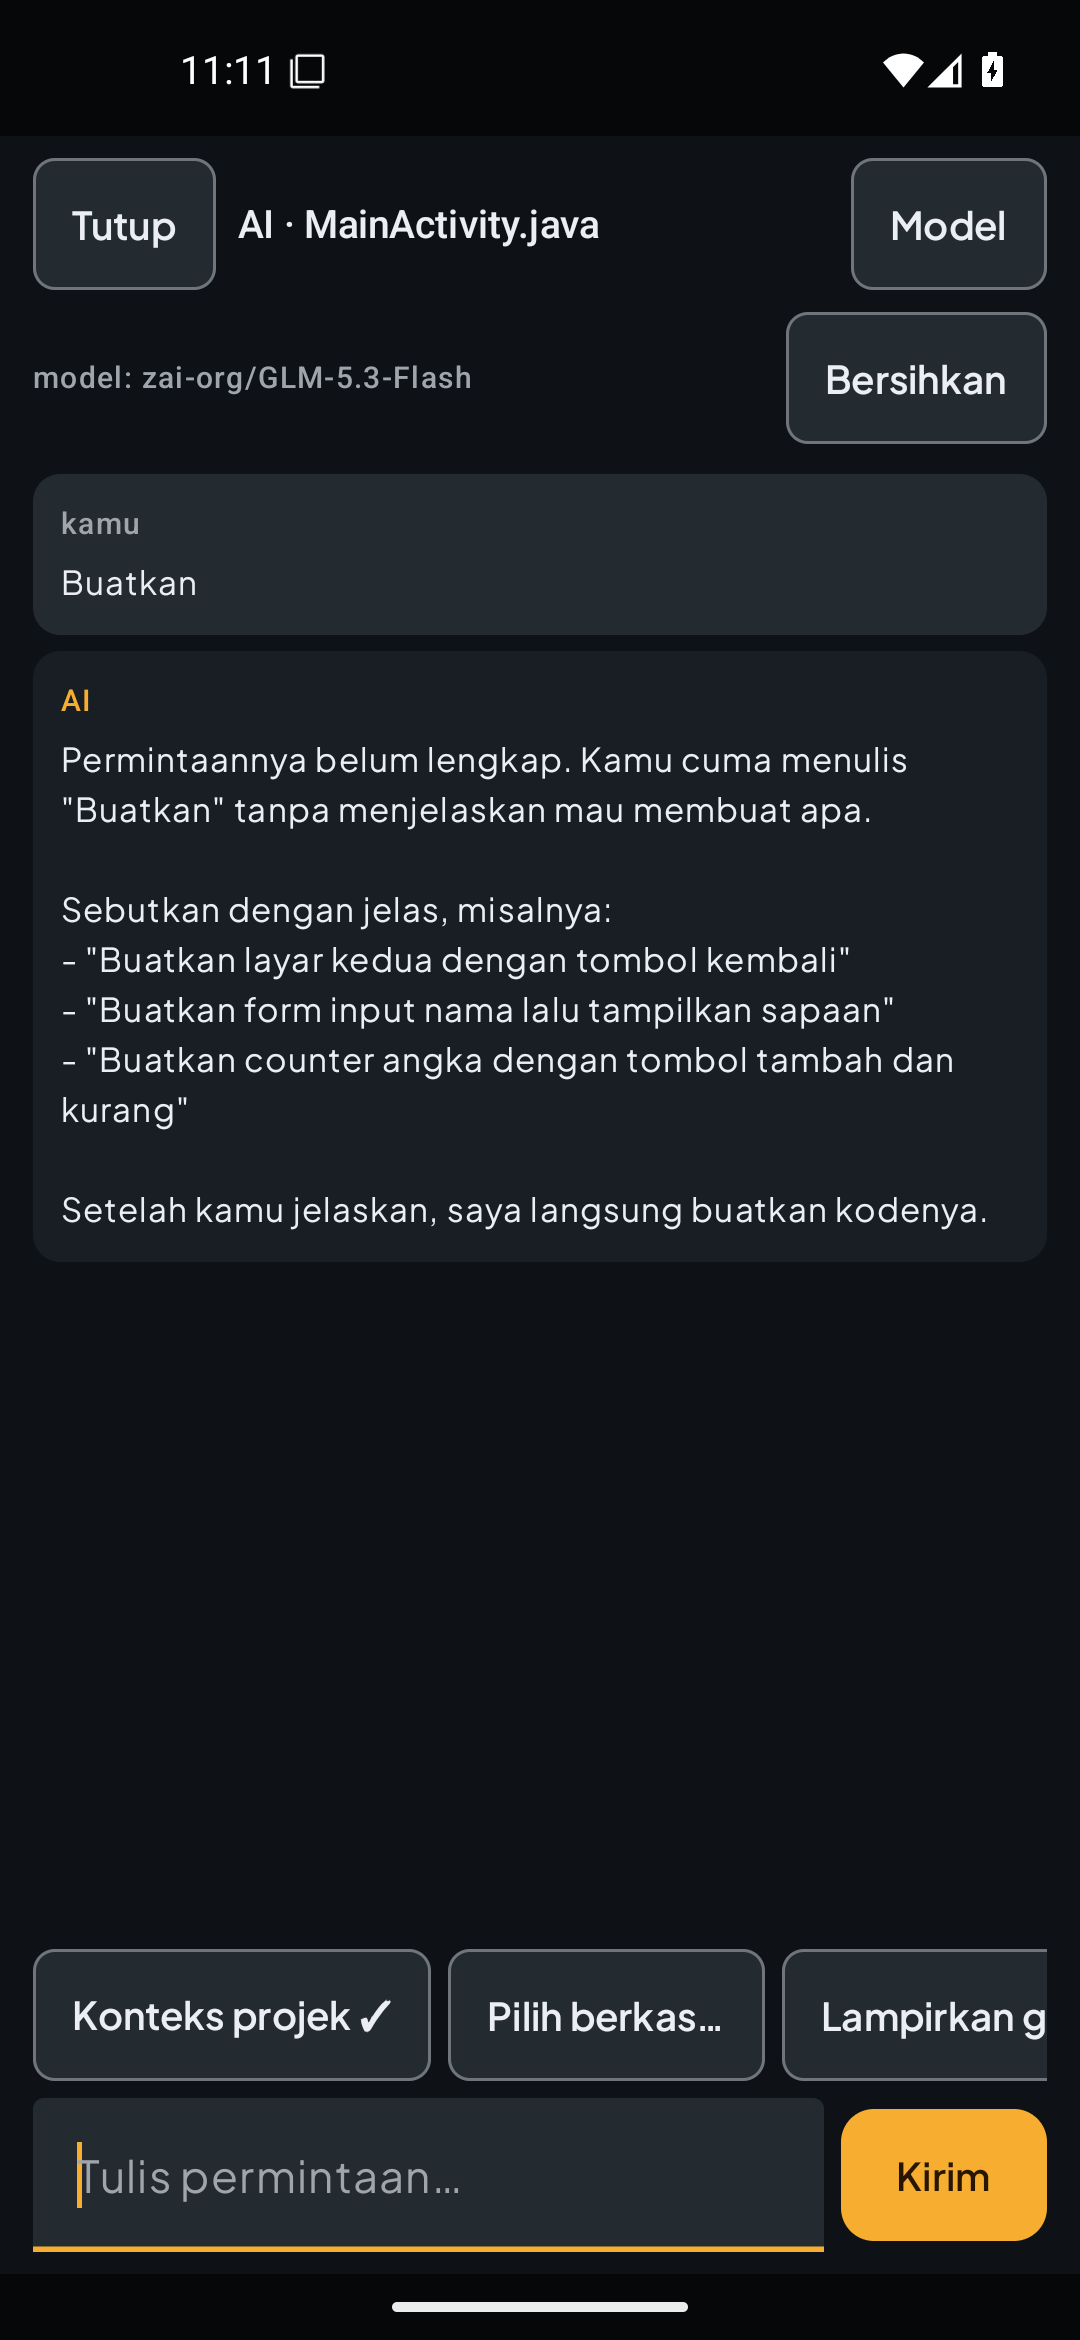 11:11
Tutup
AI · MainActivity.java
Model
model: zai-org/GLM-5.3-Flash
Bersihkan
kamu
Buatkan
AI
Permintaannya belum lengkap. Kamu cuma menulis
"Buatkan" tanpa menjelaskan mau membuat apa.
Sebutkan dengan jelas, misalnya:
- "Buatkan layar kedua dengan tombol kembali"
- "Buatkan form input nama lalu tampilkan sapaan"
- "Buatkan counter angka dengan tombol tambah dan
kurang"
Setelah kamu jelaskan, saya langsung buatkan kodenya.
Konteks projek ✓
Pilih berkas…
Lampirkan g
Tulis permintaan…
Kirim